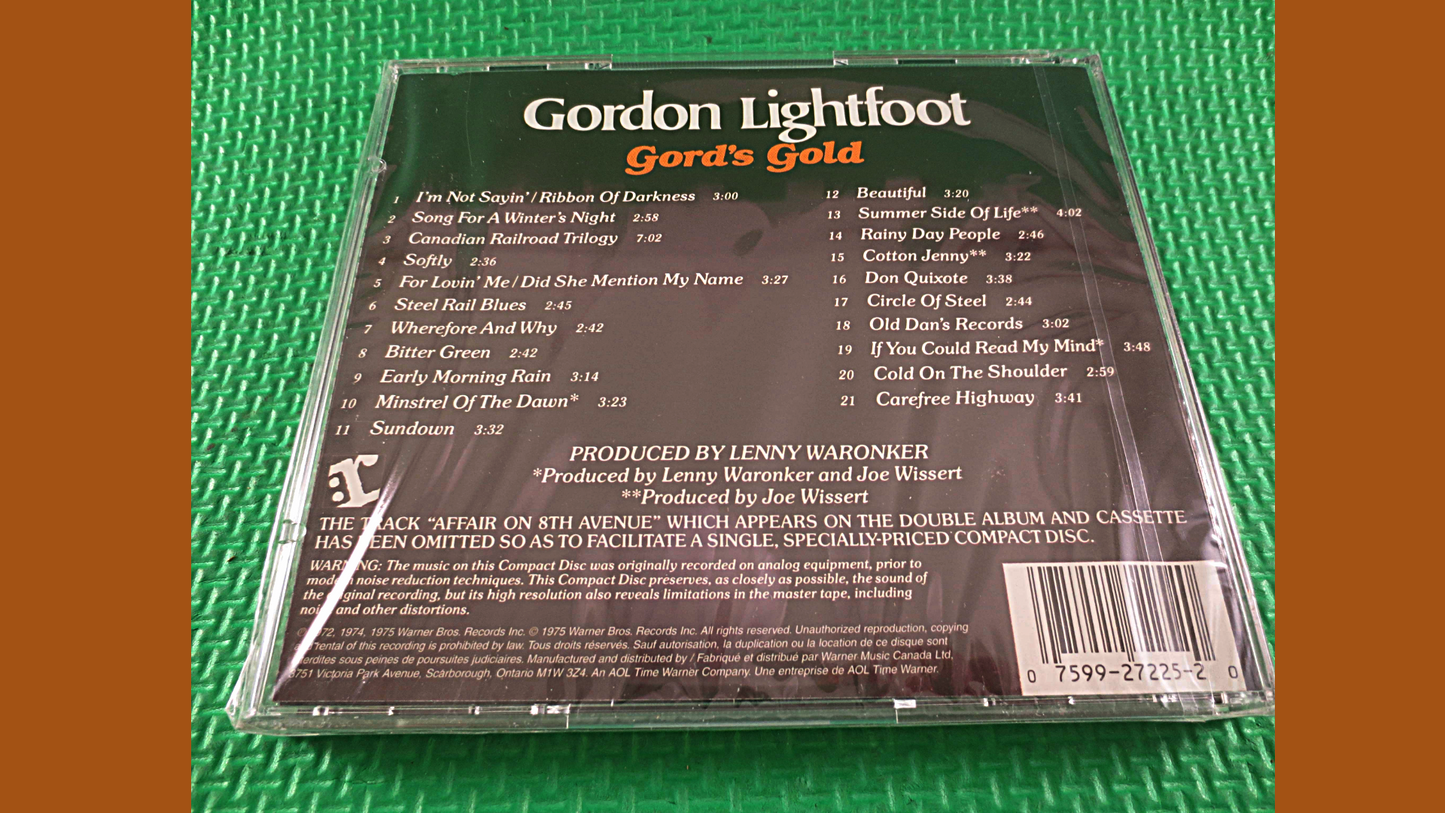 Gordon Lightfoot
Gord's Gold
1 I'm Not Sayin'/Ribbon Of Darkness 3:00
2 Song For A Winter's Night 2:58
3 Canadian Railroad Trilogy 7:02
4 Softly 2:36
5 For Lovin' Me/Did She Mention My Name 3:27
6 Steel Rail Blues 2:45
7 Wherefore And Why 2:42
8 Bitter Green 2:42
9 Early Morning Rain 3:14
10 Minstrel Of The Dawn* 3:23
11 Sundown 3:32
12 Beautiful 3:20
13 Summer Side Of Life** 4:02
14 Rainy Day People 2:46
15 Cotton Jenny** 3:22
16 Don Quixote 3:38
17 Circle Of Steel 2:44
18 Old Dan's Records 3:02
19 If You Could Read My Mind* 3:48
20 Cold On The Shoulder 2:59
21 Carefree Highway 3:41
PRODUCED BY LENNY WARONKER
*Produced by Lenny Waronker and Joe Wissert
**Produced by Joe Wissert
:r
THE TRACK "AFFAIR ON 8TH AVENUE" WHICH APPEARS ON THE DOUBLE ALBUM AND CASSETTE
HAS BEEN OMITTED SO AS TO FACILITATE A SINGLE, SPECIALLY-PRICED COMPACT DISC.
WARNING: The music on this Compact Disc was originally recorded on analog equipment, prior to
modern noise reduction techniques. This Compact Disc preserves, as closely as possible, the sound of
the original recording, but its high resolution also reveals limitations in the master tape, including
noise and other distortions.
1974, 1975 Warner Bros. Records Inc. © 1975 Warner Bros. Records Inc. All rights reserved. Unauthorized reproduction, copying
rental of this recording is prohibited by law. Tous droits réservés. Sauf autorisation, la duplication ou la location de ce disque sont
interdites sous peines de poursuites judiciaires. Manufactured and distributed by / Fabriqué et distribué par Warner Music Canada Ltd,
3751 Victoria Park Avenue, Scarborough, Ontario M1W 3Z4. An AOL Time Warner Company. Une entreprise de AOL Time Warner.
0 7599-27225-2 0